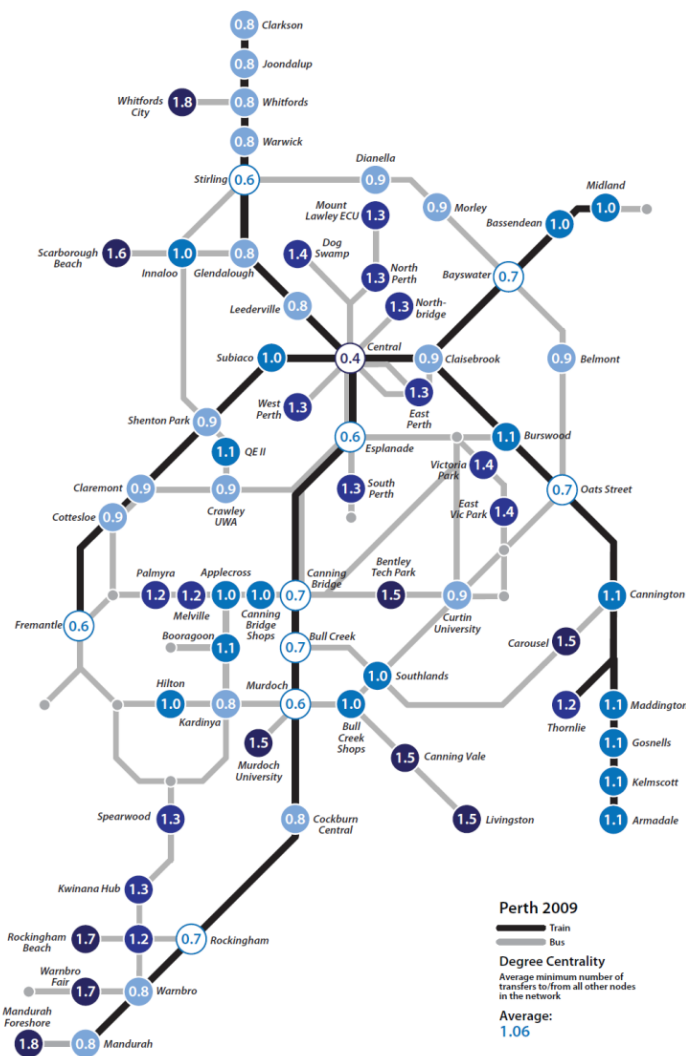 0.8 Clarkson
0.8 Joondalup
Whitfords
City
1.8
0.8 Whitfords
0.8 Warwick
Stirling 0.6
Dianella
0.9
0.9 Morley
Mount
Lawley ECU
1.3
Midland
1.0
Bassendean
1.0
Scarborough
Beach
1.6
1.0
Innaloo
0.8
Glendalough
Dog
Swamp
1.4
1.3
North
Perth
Bayswater 0.7
Leederville 0.8
1.3
North-
bridge
Subiaco 1.0
0.4 Central
0.9
Claisebrook
0.9 Belmont
West
Perth
1.3
1.3
East
Perth
Shenton Park 0.9
1.1 QE II
0.6
Esplanade
1.1 Burswood
Victoria
Park
1.4
Claremont 0.9
0.9
Crawley
UWA
1.3
South
Perth
0.7 Oats Street
Cottesloe 0.9
East
Vic Park
1.4
Palmyra
1.2
1.2
Melville
Applecross
1.0
1.0
Canning
Bridge
Shops
Canning
Bridge
0.7
Bentley
Tech Park
1.5
0.9
Curtin
University
1.1 Cannington
Fremantle 0.6
Booragoon
1.1
0.7
Bull Creek
Carousel 1.5
1.0
Southlands
Hilton
1.0
0.8
Kardinya
Murdoch
0.6
1.0
Bull
Creek
Shops
1.2
Thornlie
1.1 Maddington
1.5
Murdoch
University
1.5 Canning Vale
1.1 Gosnells
1.1 Kelmscott
Spearwood 1.3
0.8
Cockburn
Central
1.5 Livingston
1.1 Armadale
Kwinana Hub 1.3
Rockingham
Beach
1.7
1.2
0.7 Rockingham
Warnbro
Fair
1.7
0.8 Warnbro
Mandurah
Foreshore
1.8
0.8 Mandurah
Perth 2009
Train
Bus
Degree Centrality
Average minimum number of
transfers to/from all other nodes
in the network
Average:
1.06